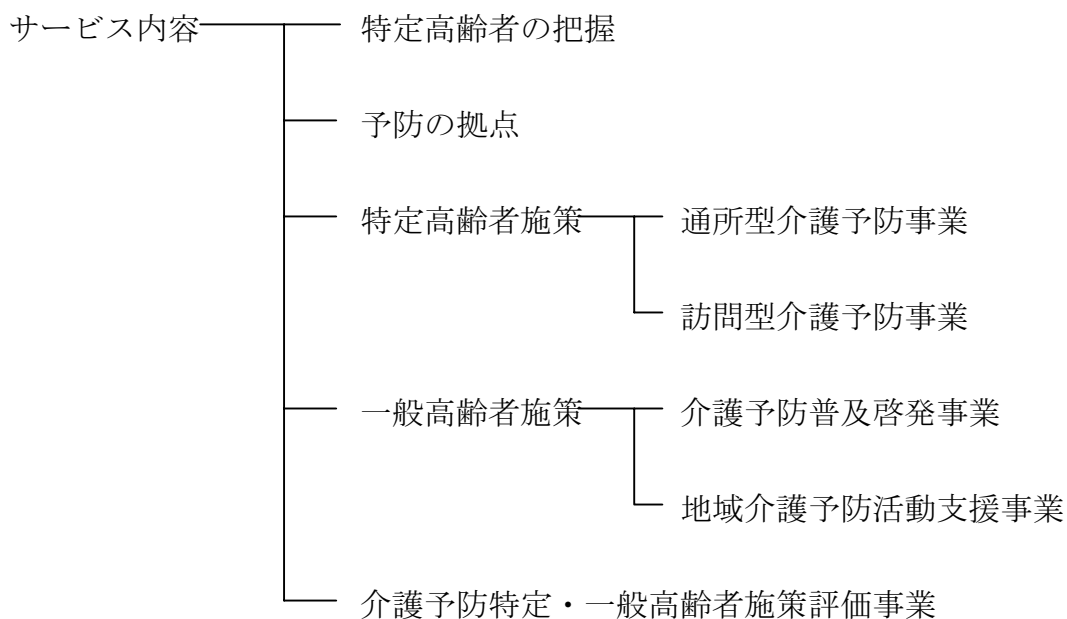 サービス内容
特定高齢者の把握
予防の拠点
特定高齢者施策
通所型介護予防事業
訪問型介護予防事業
一般高齢者施策
介護予防普及啓発事業
地域介護予防活動支援事業
介護予防特定・一般高齢者施策評価事業